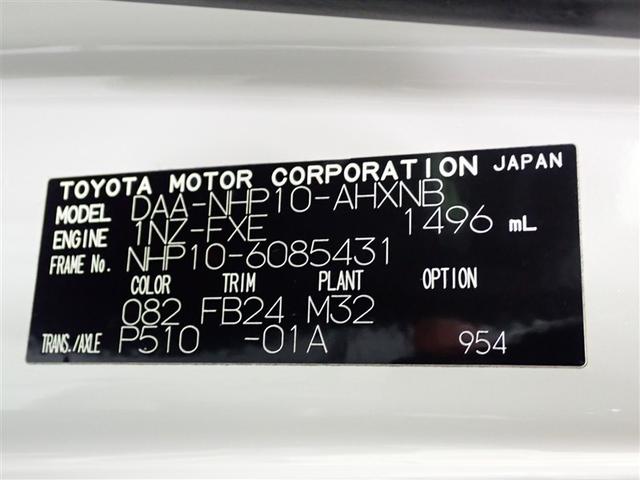 TOYOTA MOTOR CORPORATION JAPAN
MODEL DAA-NHP10-AHXNB
ENGINE 1NZ-FXE 1496 mL
FRAME No. NHP10-6085431
COLOR TRIM PLANT OPTION
082 FB24 M32
TRANS./AXLE P510 -01A 954